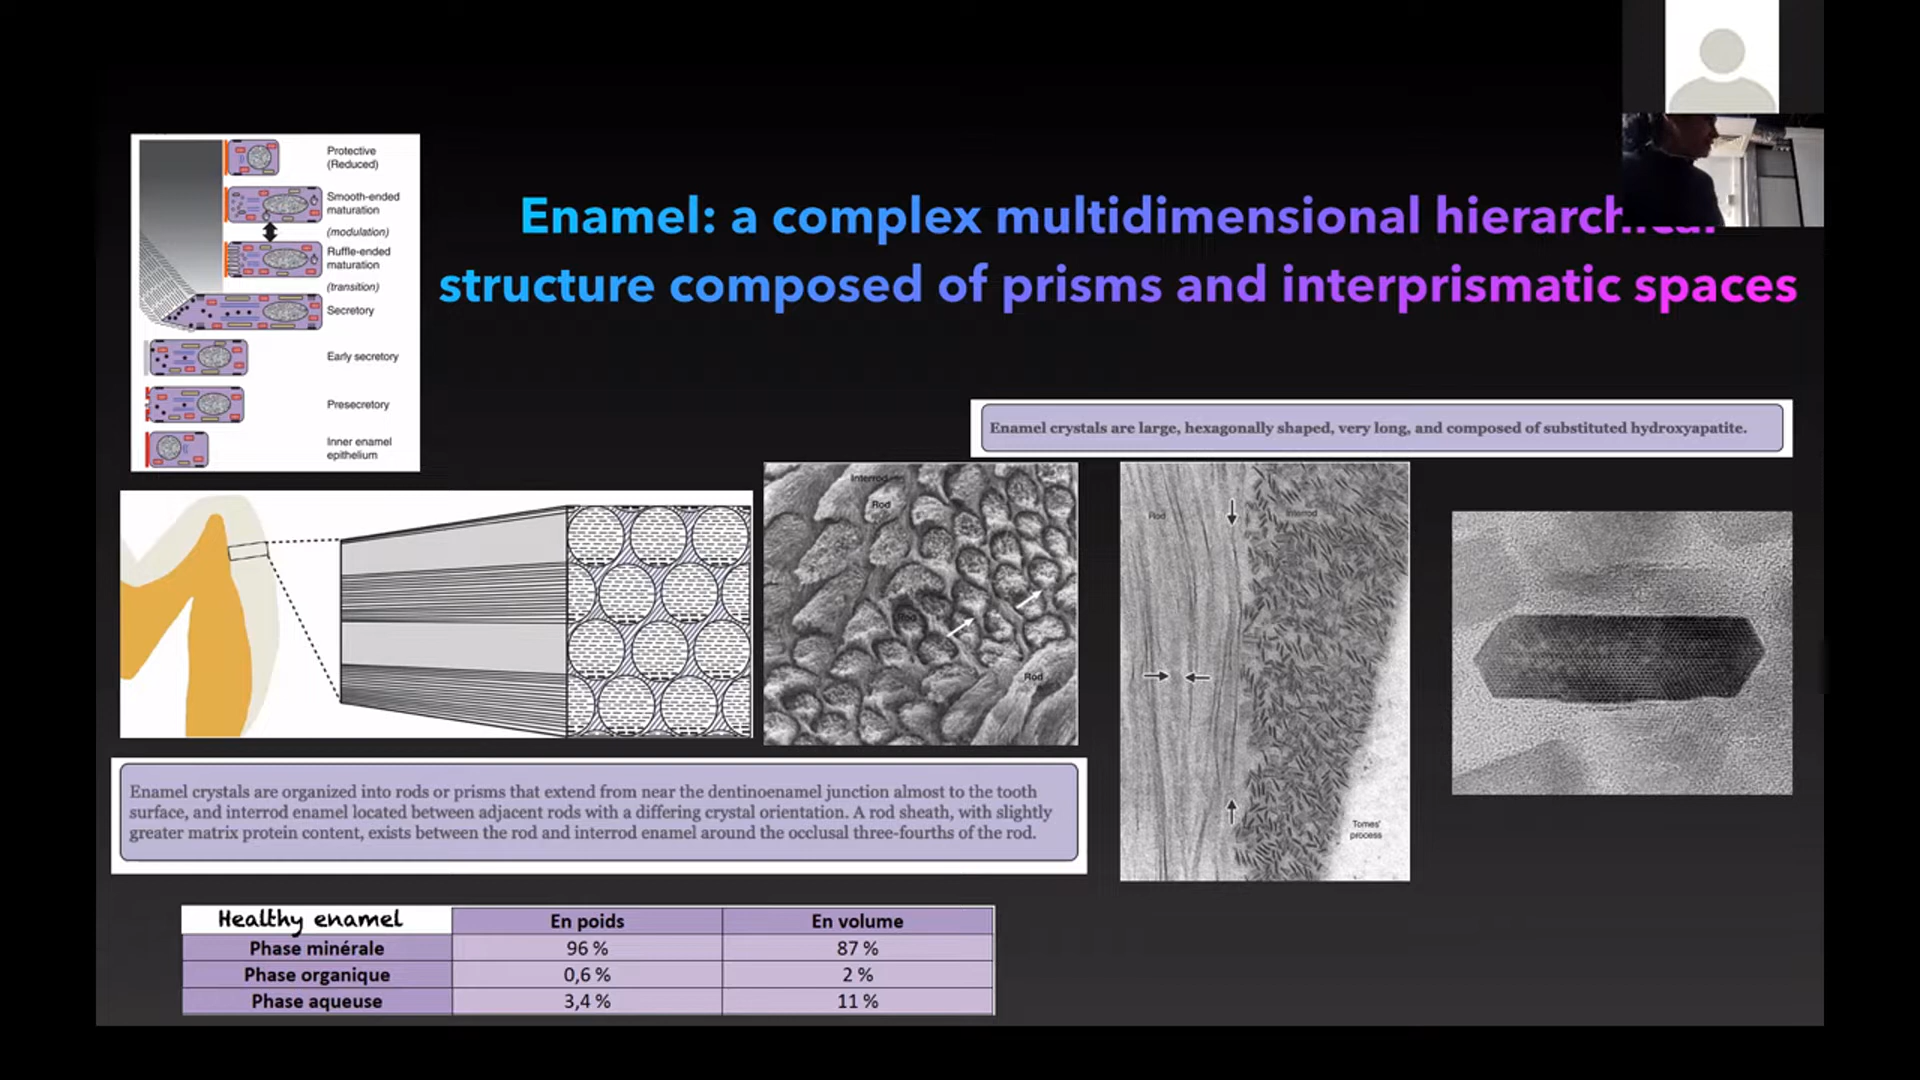 Protective
(Reduced)
Smooth-ended
maturation
(modulation)
Ruffle-ended
maturation
(transition)
Secretory
Early secretory
Presecretory
Inner enamel
epithelium
Enamel: a complex multidimensional hierarchical
structure composed of prisms and interprismatic spaces
Enamel crystals are large, hexagonally shaped, very long, and composed of substituted hydroxyapatite.
Interrod
Rod
Rod
Rod
Rod
Interrod
Tomes'
process
Enamel crystals are organized into rods or prisms that extend from near the dentinoenamel junction almost to the tooth
surface, and interrod enamel located between adjacent rods with a differing crystal orientation. A rod sheath, with slightly
greater matrix protein content, exists between the rod and interrod enamel around the occlusal three-fourths of the rod.
Healthy enamel En poids En volume
Phase minérale 96 % 87 %
Phase organique 0,6 % 2 %
Phase aqueuse 3,4 % 11 %